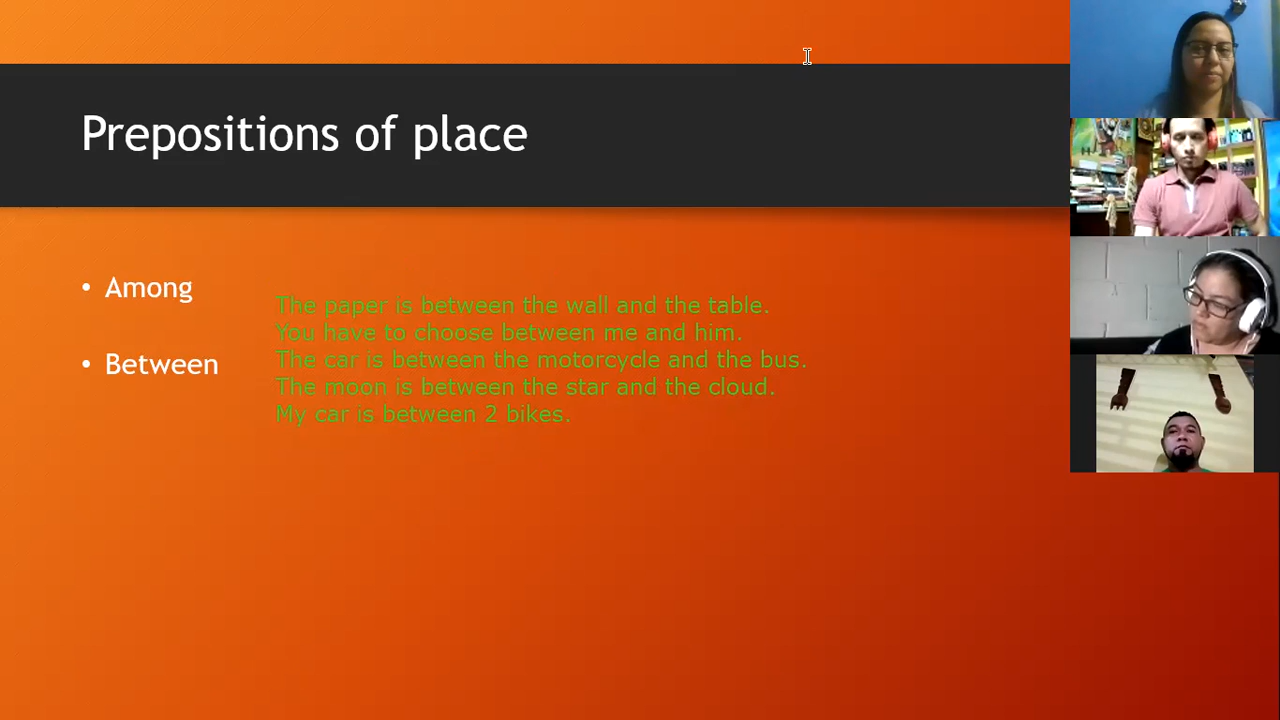 Prepositions of place
• Among
• Between
The paper is between the wall and the table.
You have to choose between me and him.
The car is between the motorcycle and the bus.
The moon is between the star and the cloud.
My car is between 2 bikes.